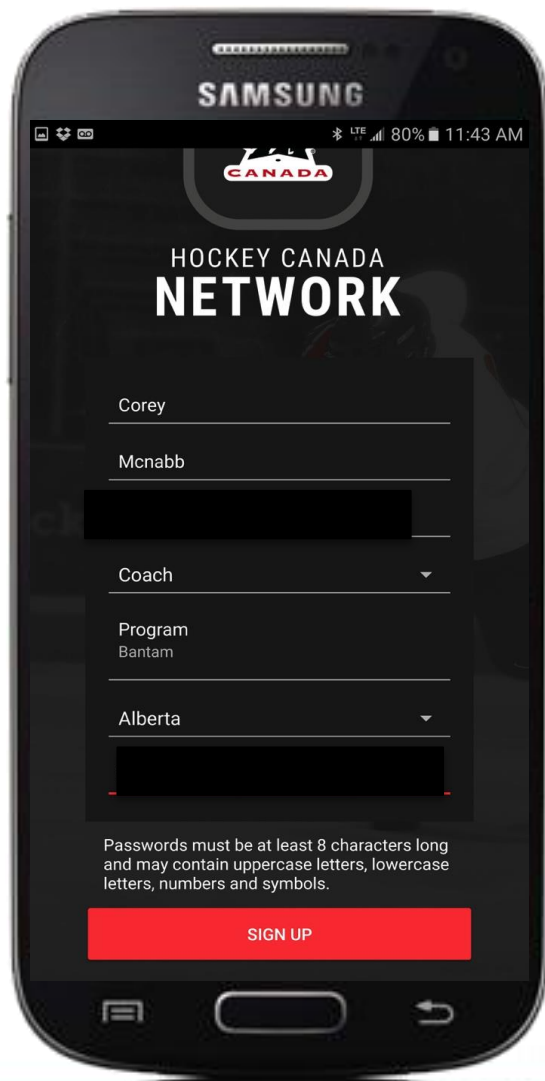 SAMSUNG
LTE 80% 11:43 AM
CANADA
HOCKEY CANADA
NETWORK
Corey
Mcnabb
Coach
Program
Bantam
Alberta
Passwords must be at least 8 characters long
and may contain uppercase letters, lowercase
letters, numbers and symbols.
SIGN UP